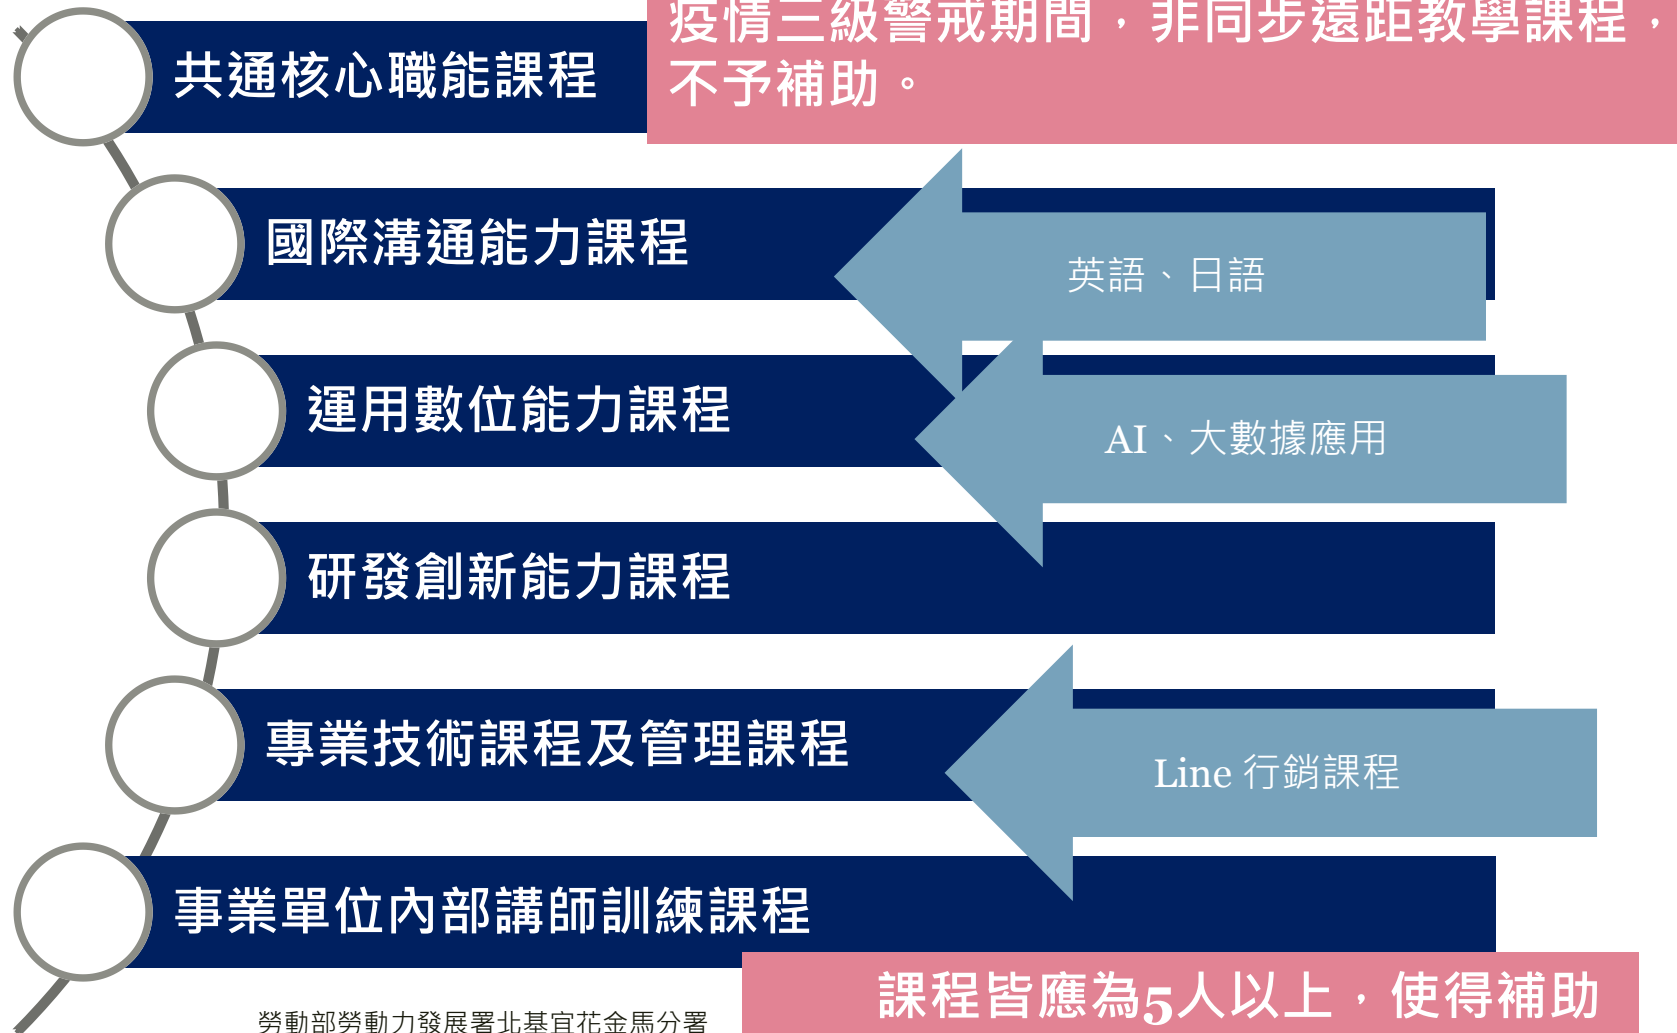 疫情三級警戒期間，非同步遠距教學課程，
不予補助。
共通核心職能課程
國際溝通能力課程
英語、日語
運用數位能力課程
AI、大數據應用
研發創新能力課程
專業技術課程及管理課程
Line 行銷課程
事業單位內部講師訓練課程
課程皆應為5人以上，使得補助
勞動部勞動力發展署北基宜花金馬分署